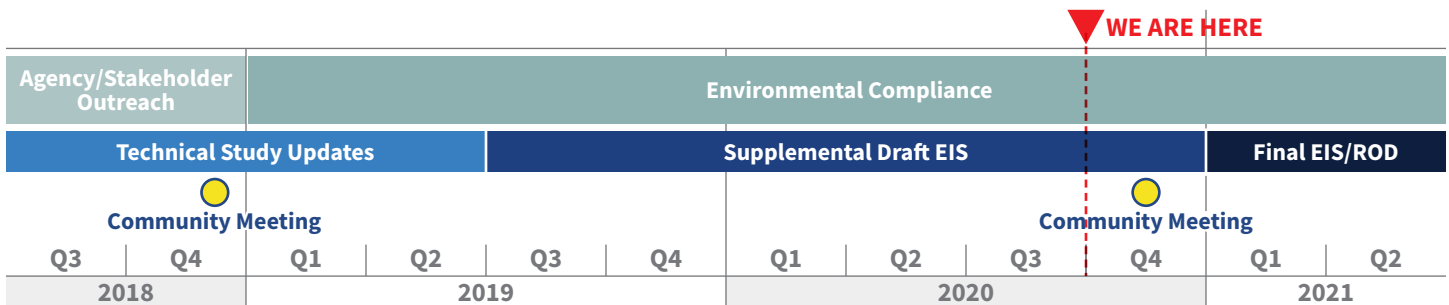 WE ARE HERE
Agency/Stakeholder
Outreach
Environmental Compliance
Technical Study Updates
Supplemental Draft EIS
Final EIS/ROD
Community Meeting
Community Meeting
Q3
Q4
Q1
Q2
Q3
Q4
Q1
Q2
Q3
Q4
Q1
Q2
2018
2019
2020
2021